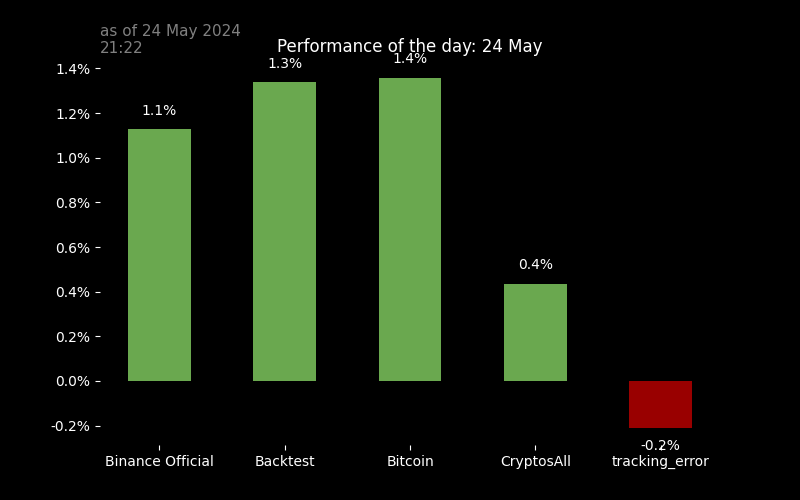 as of 24 May 2024
21:22
Performance of the day: 24 May
1.4%
1.2%
1.0%
0.8%
0.6%
0.4%
0.2%
0.0%
-0.2%
1.1%
1.3%
1.4%
0.4%
-0.2%
Binance Official
Backtest
Bitcoin
CryptosAll
tracking_error